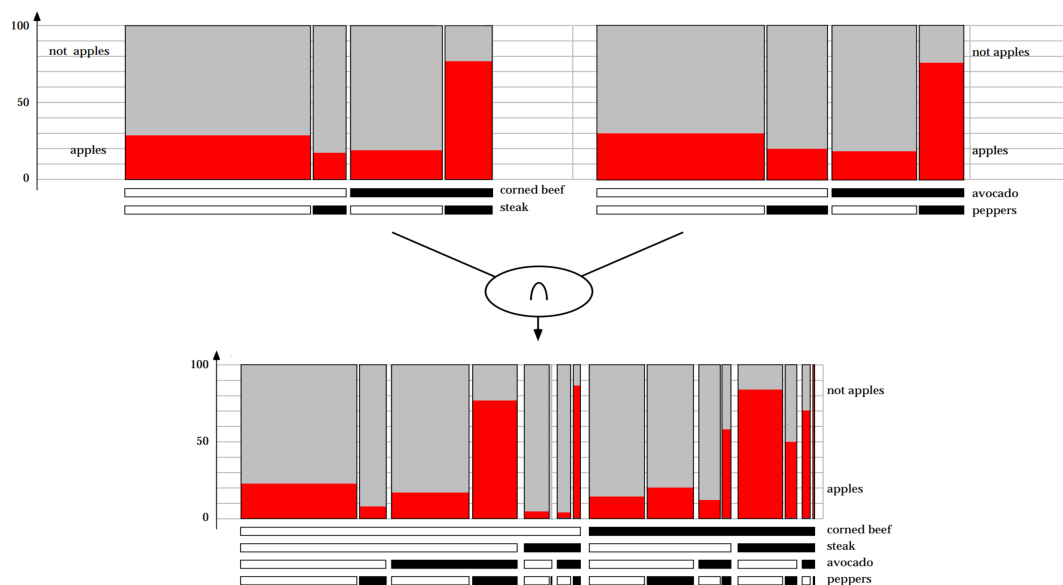 100
not apples
50
apples
0
corned beef
steak
not apples
apples
avocado
peppers
∩
100
not apples
50
apples
0
corned beef
steak
avocado
peppers